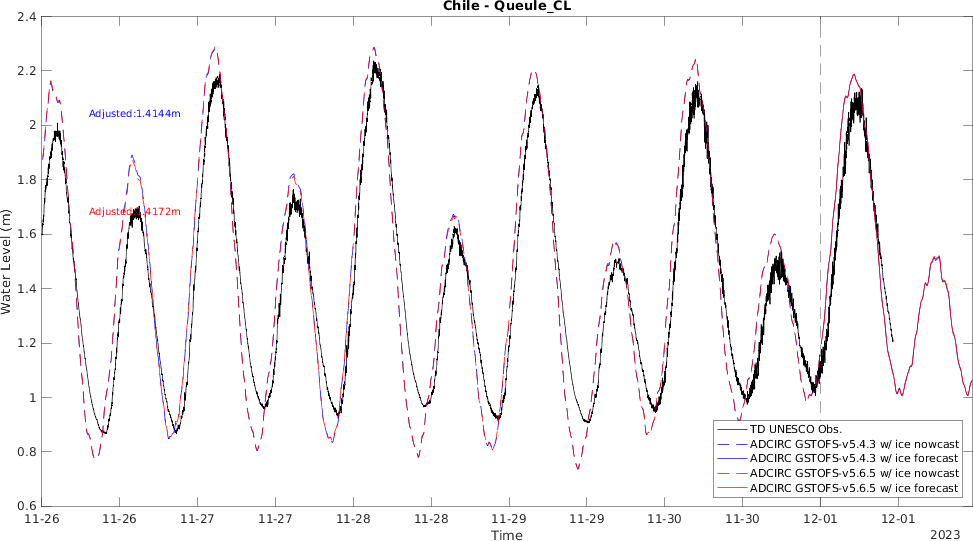 Chile - Queule_CL
2.4
2.2
2
1.8
1.6
1.4
1.2
1
0.8
0.6
Water Level (m)
Adjusted:1.4144m
Adjusted:1.4172m
TD UNESCO Obs.
ADCIRC GSTOFS-v5.4.3 w/ ice nowcast
ADCIRC GSTOFS-v5.4.3 w/ ice forecast
ADCIRC GSTOFS-v5.6.5 w/ ice nowcast
ADCIRC GSTOFS-v5.6.5 w/ ice forecast
11-26 11-26 11-27 11-27 11-28 11-28 11-29 11-29 11-30 11-30 12-01 12-01
Time
2023